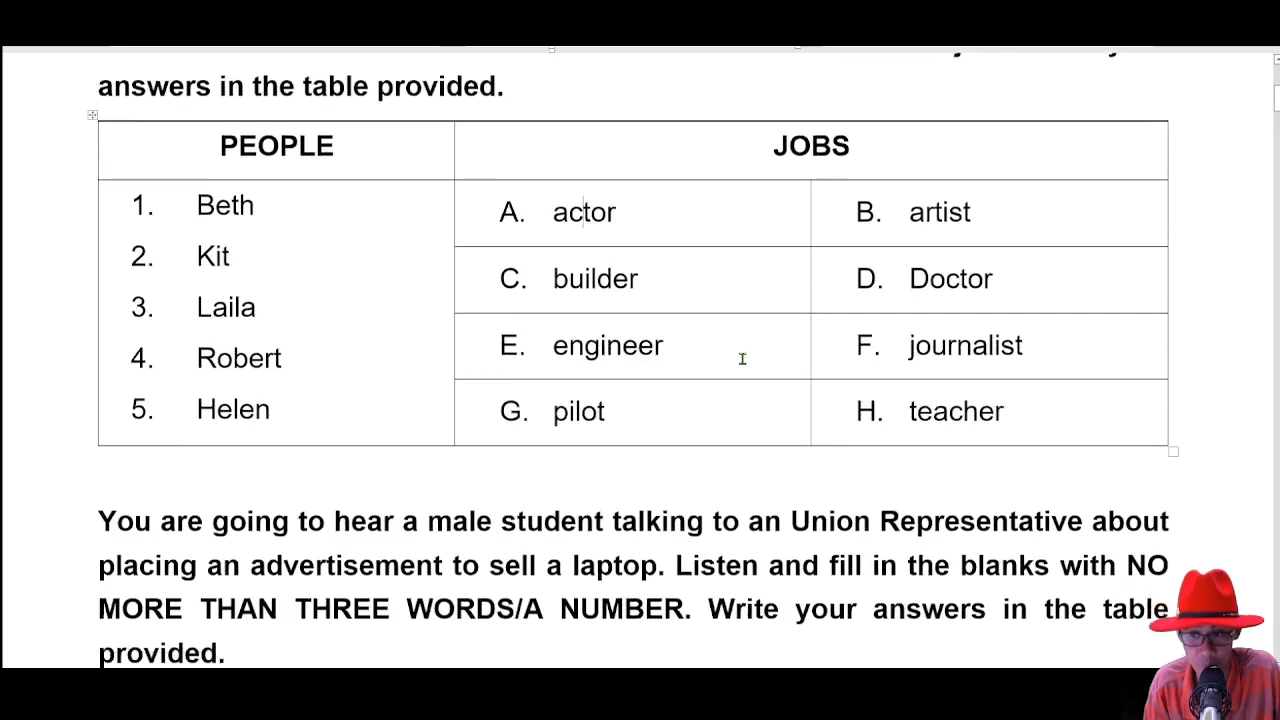 answers in the table provided.
PEOPLE JOBS
1. Beth
2. Kit
3. Laila
4. Robert
5. Helen
A. actor B. artist
C. builder D. Doctor
E. engineer F. journalist
G. pilot H. teacher
You are going to hear a male student talking to an Union Representative about
placing an advertisement to sell a laptop. Listen and fill in the blanks with NO
MORE THAN THREE WORDS/A NUMBER. Write your answers in the table
provided.